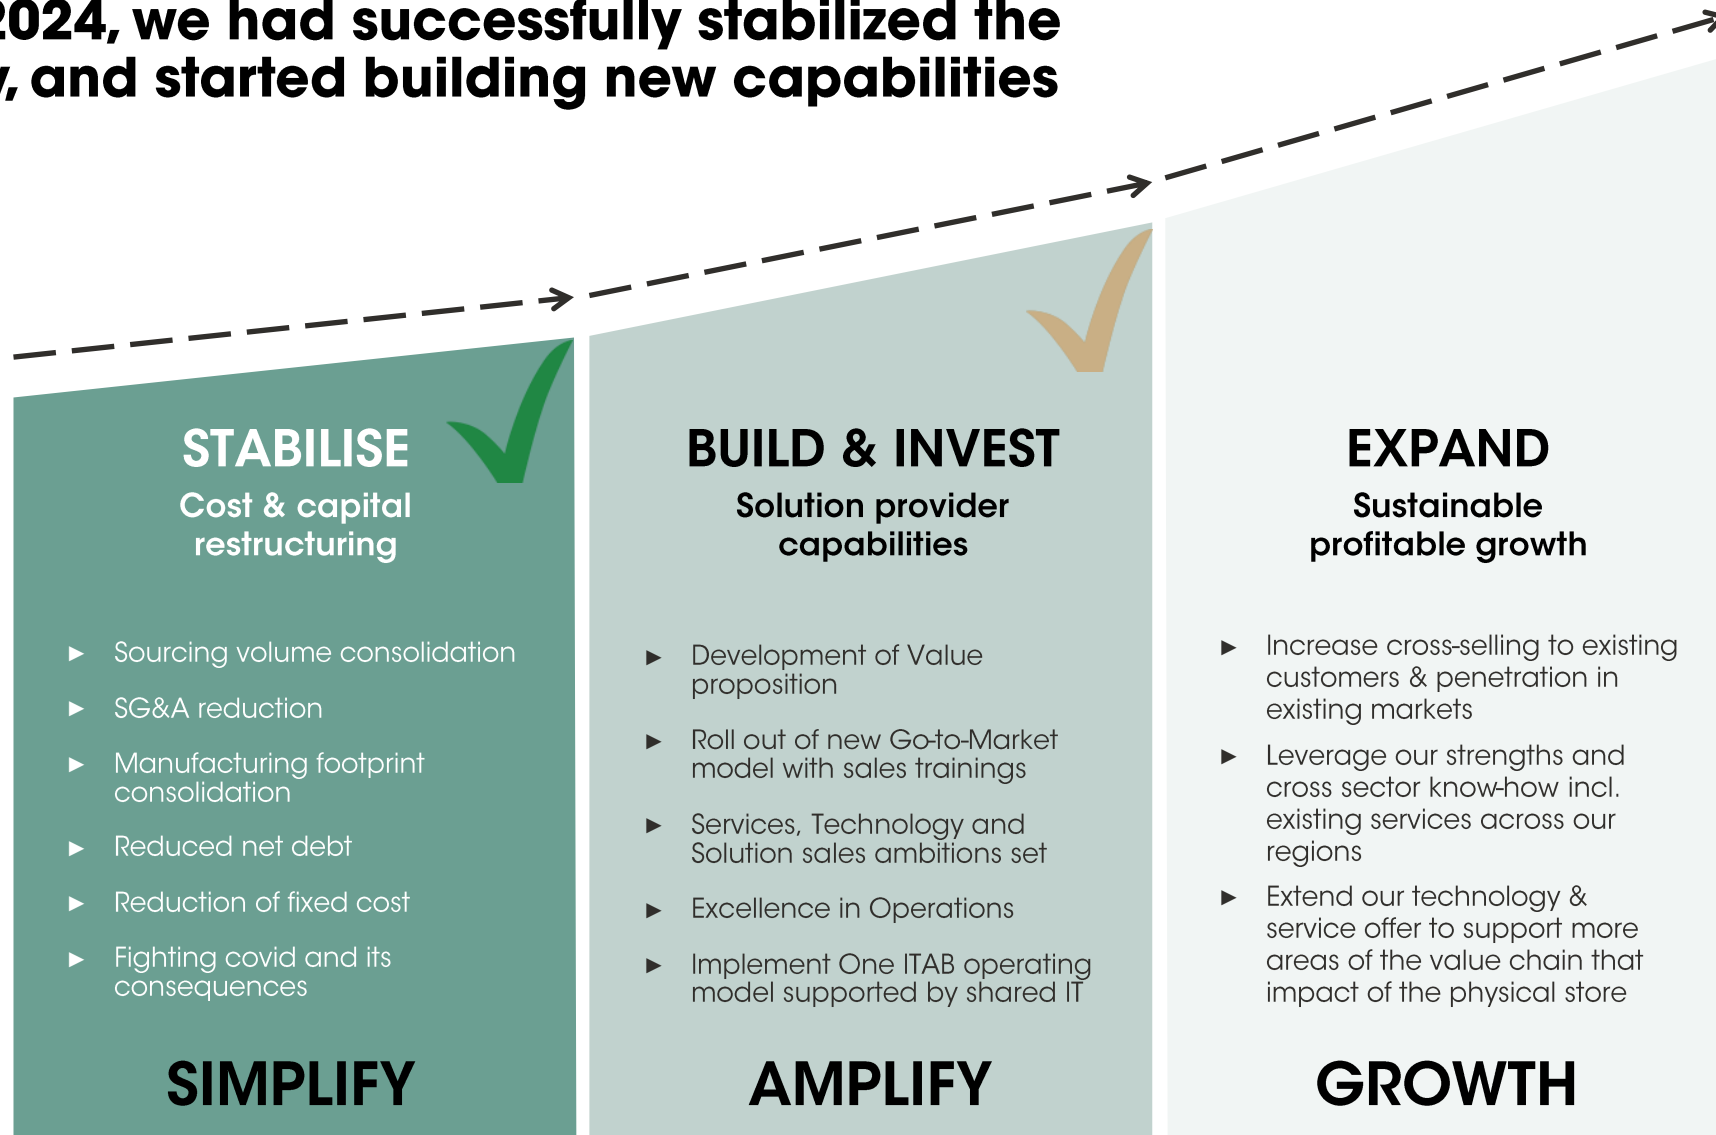 2024, we had successfully stabilized the
, and started building new capabilities
STABILISE
Cost & capital
restructuring
► Sourcing volume consolidation
► SG&A reduction
► Manufacturing footprint
consolidation
► Reduced net debt
► Reduction of fixed cost
► Fighting covid and its
consequences
SIMPLIFY
BUILD & INVEST
Solution provider
capabilities
► Development of Value
proposition
► Roll out of new Go-to-Market
model with sales trainings
► Services, Technology and
Solution sales ambitions set
► Excellence in Operations
► Implement One ITAB operating
model supported by shared IT
AMPLIFY
EXPAND
Sustainable
profitable growth
► Increase cross-selling to existing
customers & penetration in
existing markets
► Leverage our strengths and
cross sector know-how incl.
existing services across our
regions
► Extend our technology &
service offer to support more
areas of the value chain that
impact of the physical store
GROWTH